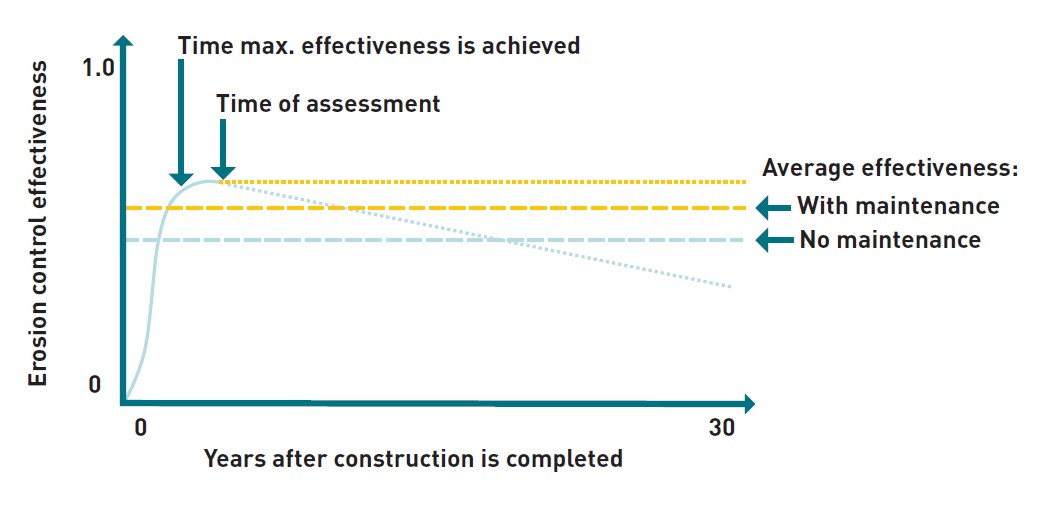 Time max. effectiveness is achieved
1.0
Time of assessment
Erosion control effectiveness
Average effectiveness:
With maintenance
No maintenance
0
0
30
Years after construction is completed